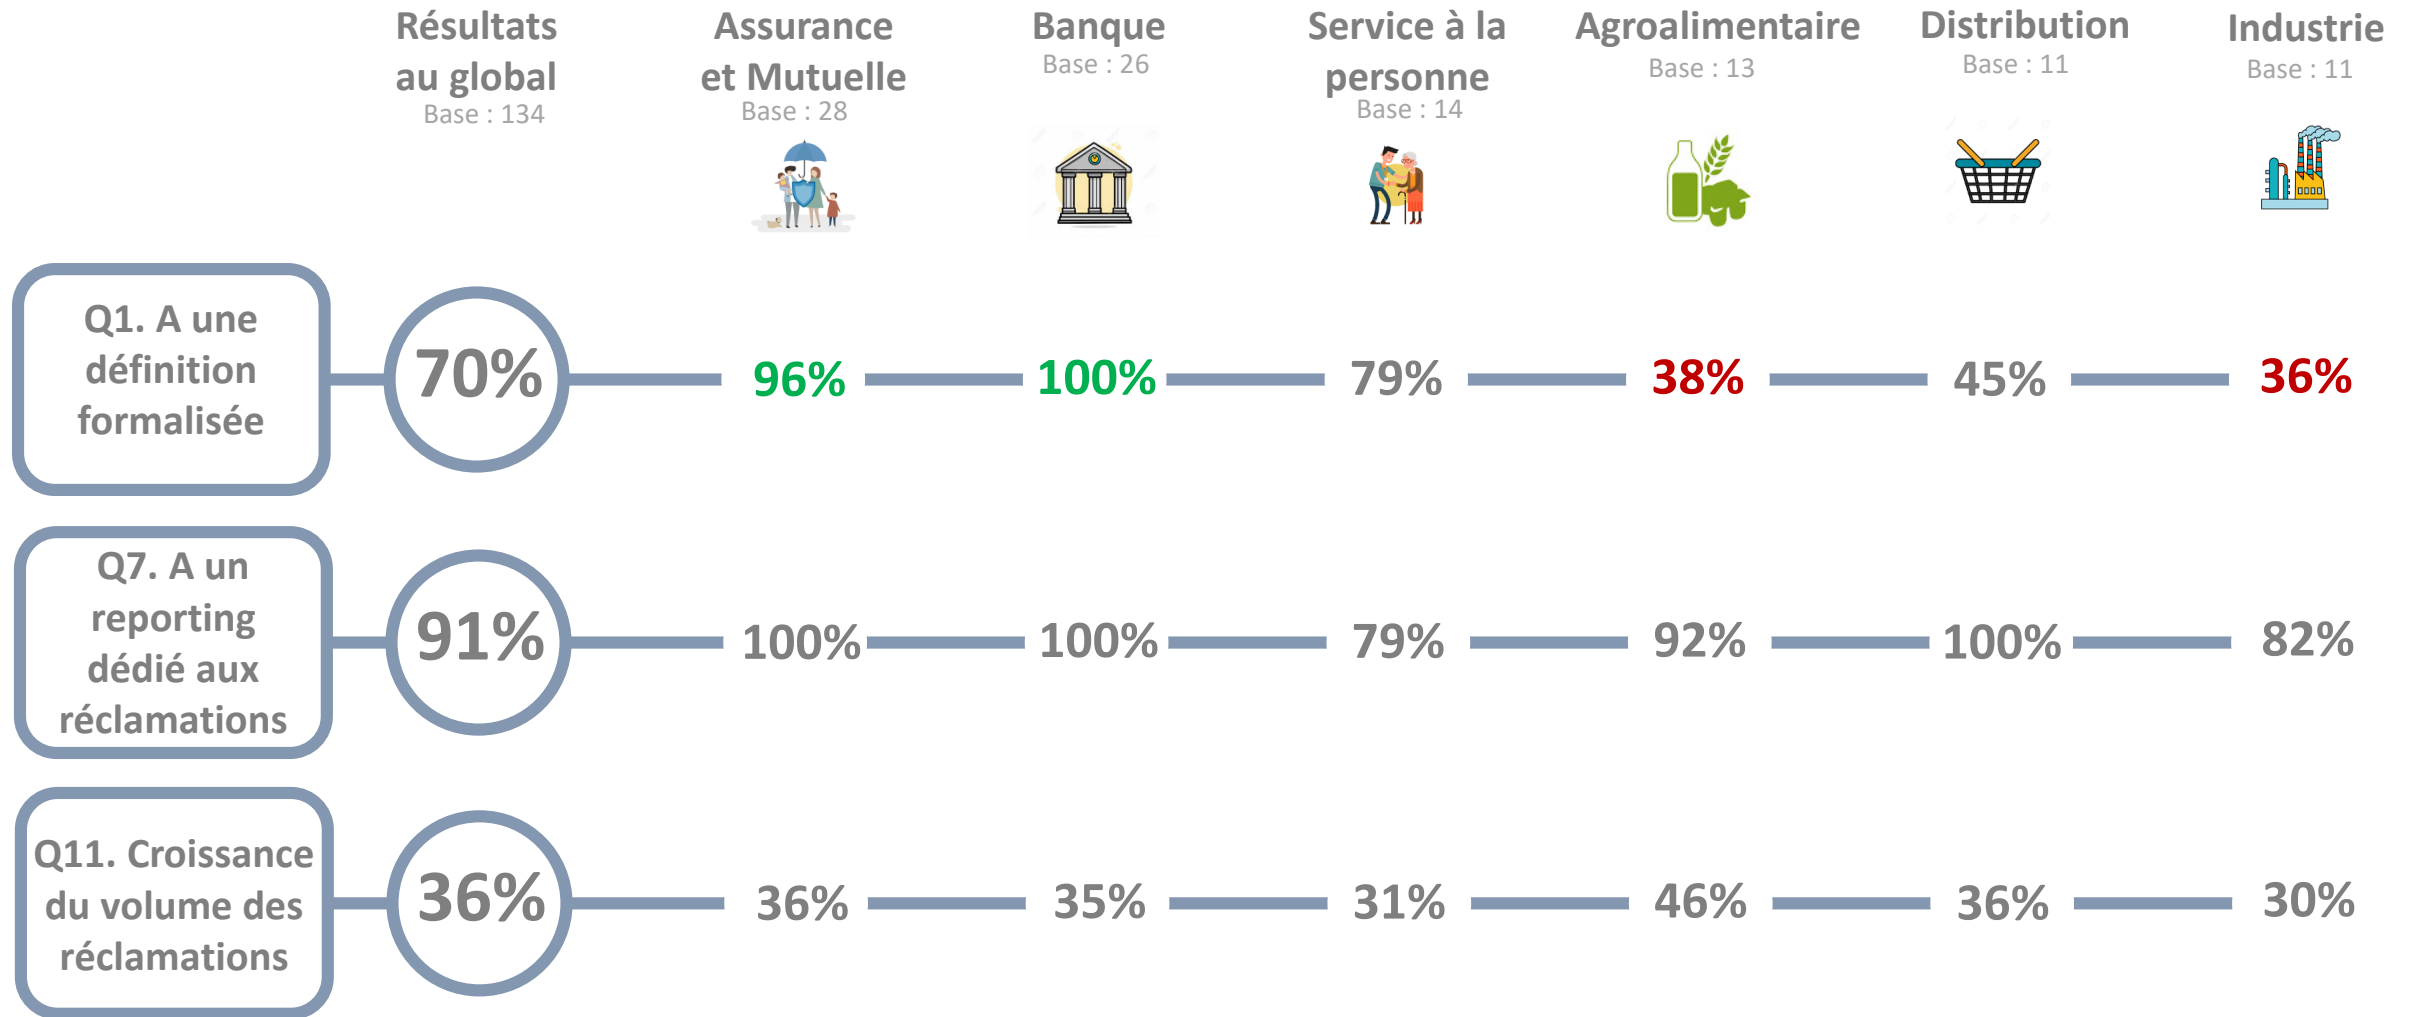 Résultats
au global
Base : 134
Assurance
et Mutuelle
Base : 28
Banque
Base : 26
Service à la
personne
Base : 14
Agroalimentaire
Base : 13
Distribution
Base : 11
Industrie
Base : 11
Q1. A une
définition
formalisée
70%
96%
100%
79%
38%
45%
36%
Q7. A un
reporting
dédié aux
réclamations
91%
100%
100%
79%
92%
100%
82%
Q11. Croissance
du volume des
réclamations
36%
36%
35%
31%
46%
36%
30%